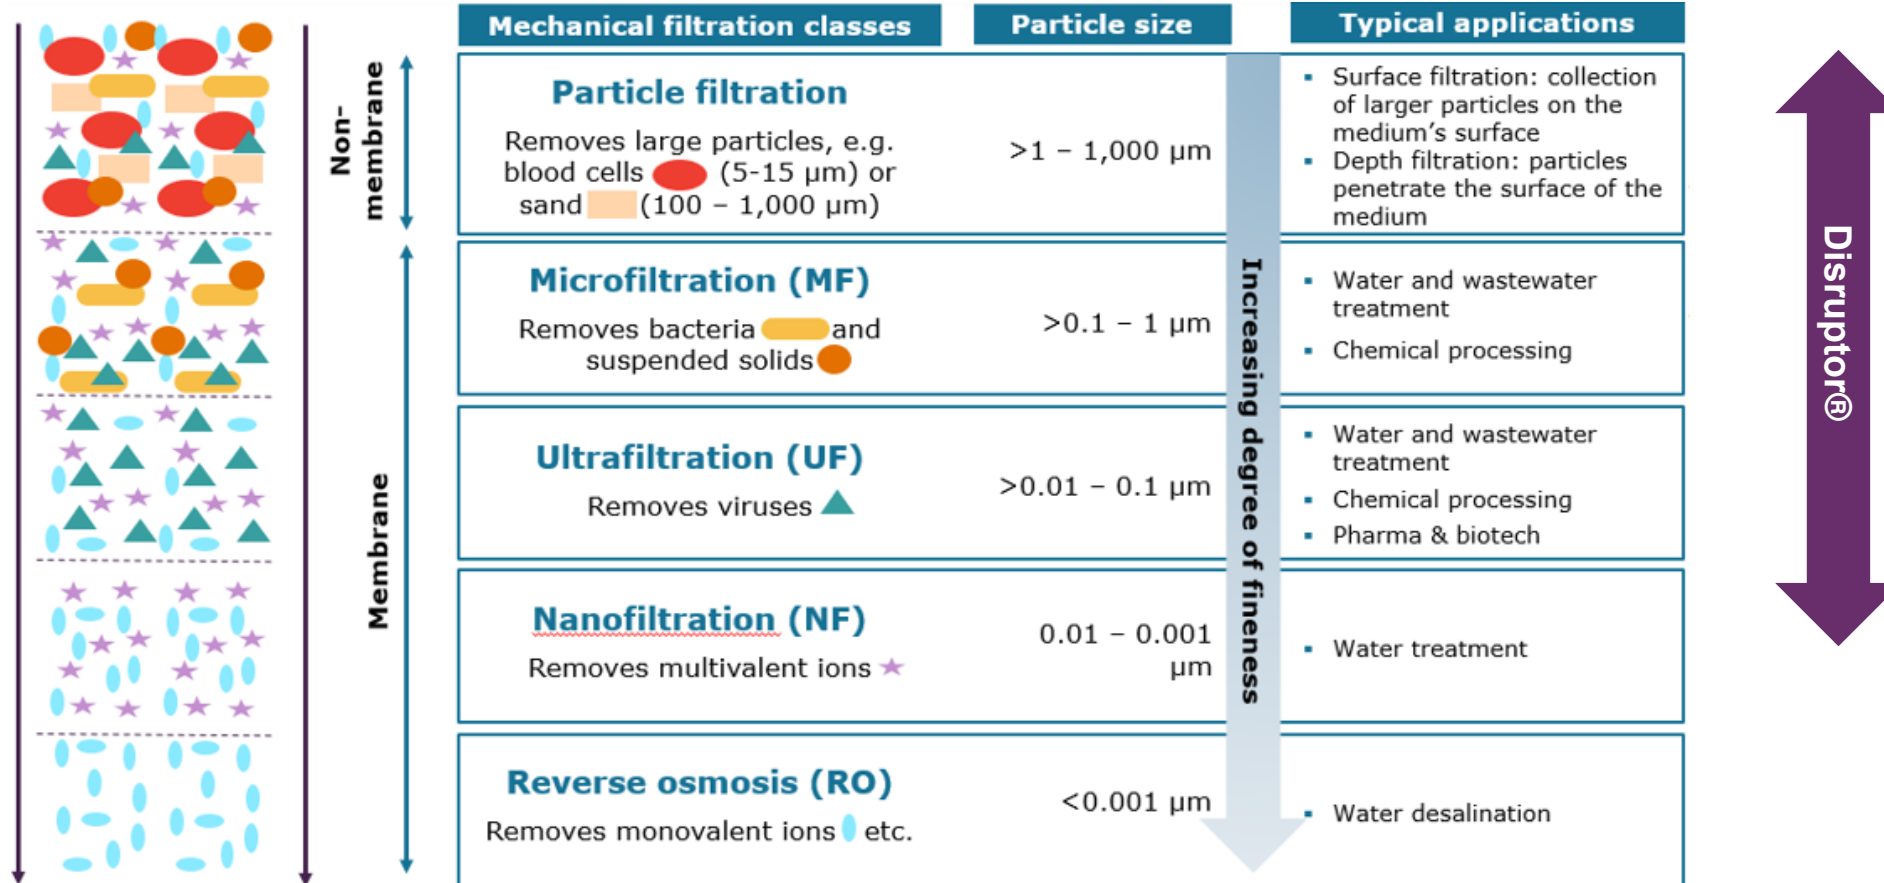 Mechanical filtration classes
Particle size
Typical applications
Non-
membrane
Particle filtration
Removes large particles, e.g.
blood cells (5-15 µm) or
sand (100 – 1,000 µm)
>1 – 1,000 µm
▪ Surface filtration: collection
of larger particles on the
medium’s surface
▪ Depth filtration: particles
penetrate the surface of the
medium
Membrane
Microfiltration (MF)
Removes bacteria and
suspended solids
>0.1 – 1 µm
▪ Water and wastewater
treatment
▪ Chemical processing
Ultrafiltration (UF)
Removes viruses
>0.01 – 0.1 µm
▪ Water and wastewater
treatment
▪ Chemical processing
▪ Pharma & biotech
Nanofiltration (NF)
Removes multivalent ions
0.01 – 0.001
µm
▪ Water treatment
Reverse osmosis (RO)
Removes monovalent ions etc.
<0.001 µm
▪ Water desalination
Increasing degree of fineness
Disruptor®